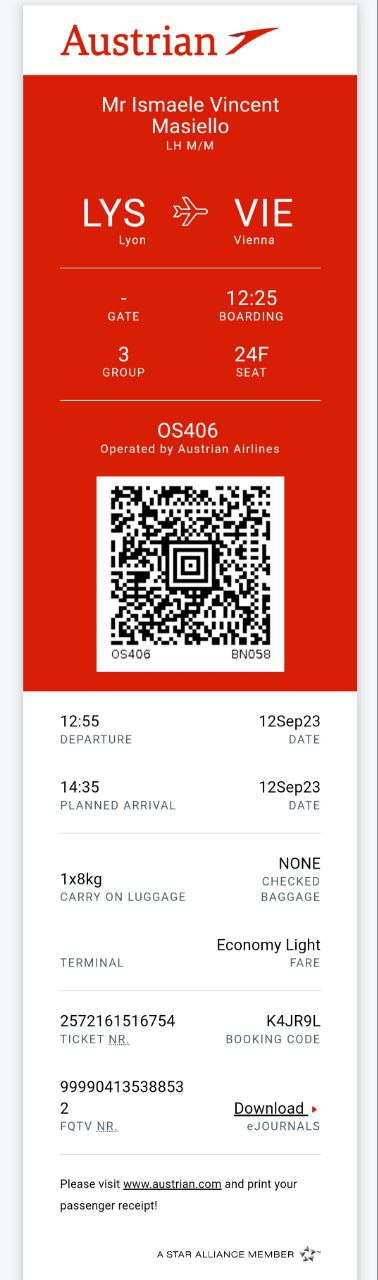 Austrian
Mr Ismaele Vincent
Masiello
LH M/M
LYS VIE
Lyon Vienna
- 12:25
GATE BOARDING
3 24F
GROUP SEAT
OS406
Operated by Austrian Airlines
OS406 BN058
12:55 12Sep23
DEPARTURE DATE
14:35 12Sep23
PLANNED ARRIVAL DATE
NONE
1x8kg CHECKED
CARRY ON LUGGAGE BAGGAGE
Economy Light
TERMINAL FARE
2572161516754 K4JR9L
TICKET NR. BOOKING CODE
99990413538853
2 Download
FQTV NR. eJOURNALS
Please visit www.austrian.com and print your
passenger receipt!
A STAR ALLIANCE MEMBER